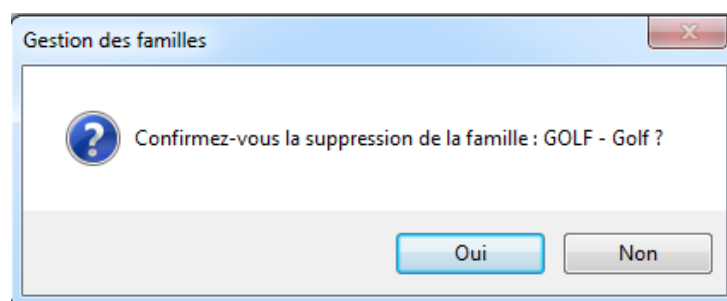 Gestion des familles
Confirmez-vous la suppression de la famille : GOLF - Golf ?
Oui
Non